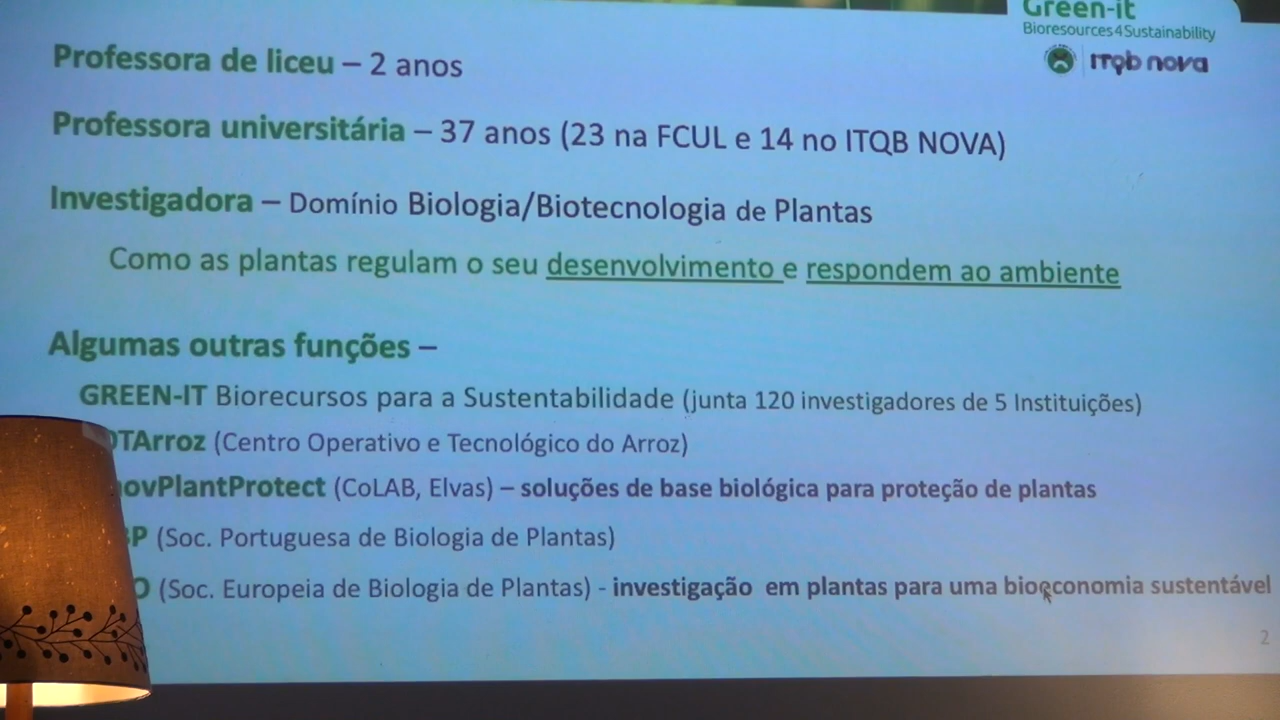 Green-it
Bioresources4Sustainability
ITQb nova
Professora de liceu – 2 anos
Professora universitária – 37 anos (23 na FCUL e 14 no ITQB NOVA)
Investigadora – Domínio Biologia/Biotecnologia de Plantas
Como as plantas regulam o seu desenvolvimento e respondem ao ambiente
Algumas outras funções –
GREEN-IT Biorecursos para a Sustentabilidade (junta 120 investigadores de 5 Instituições)
OTArroz (Centro Operativo e Tecnológico do Arroz)
novPlantProtect (CoLAB, Elvas) – soluções de base biológica para proteção de plantas
BP (Soc. Portuguesa de Biologia de Plantas)
O (Soc. Europeia de Biologia de Plantas) - investigação em plantas para uma bioeconomia sustentável
2